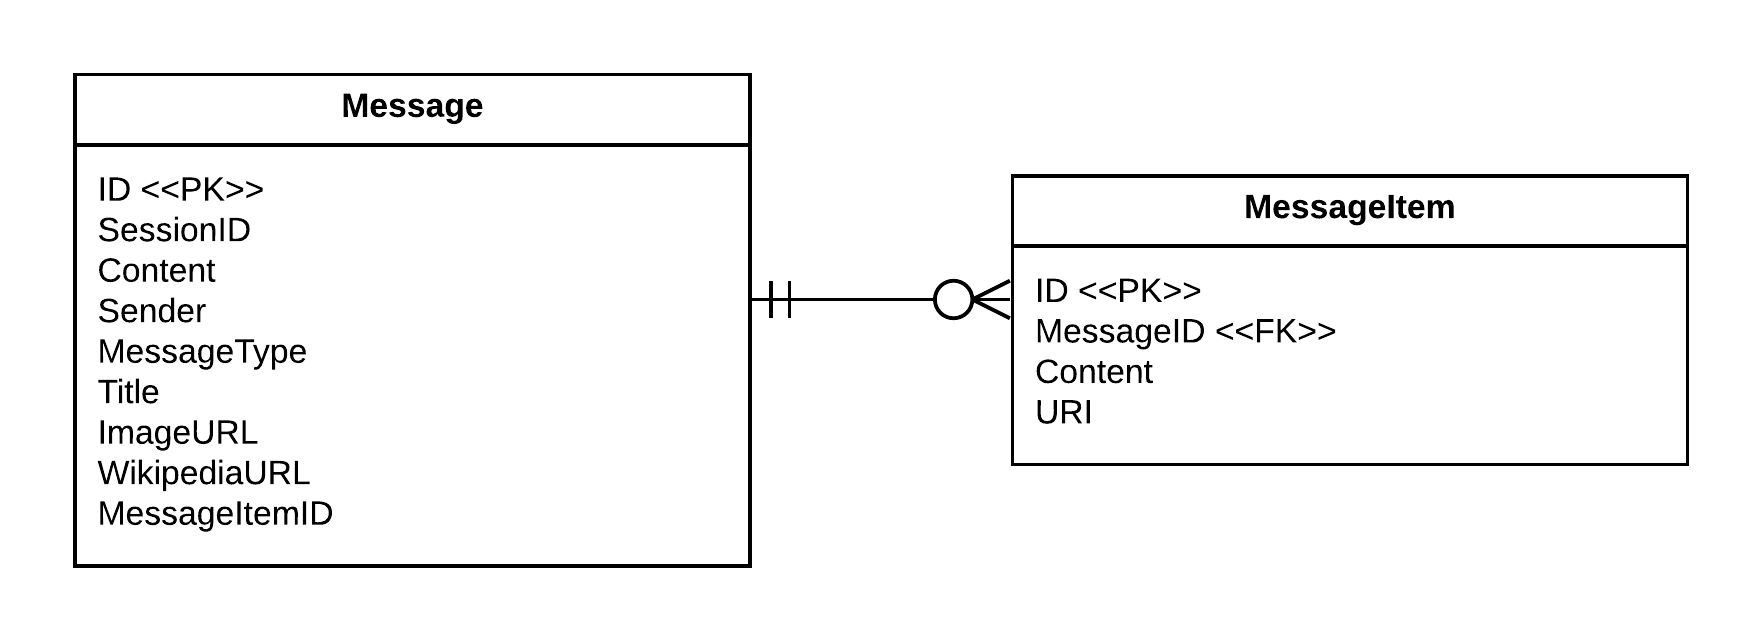 Message
ID <<PK>>
SessionID
Content
Sender
MessageType
Title
ImageURL
WikipediaURL
MessageItemID
MessageItem
ID <<PK>>
MessageID <<FK>>
Content
URI